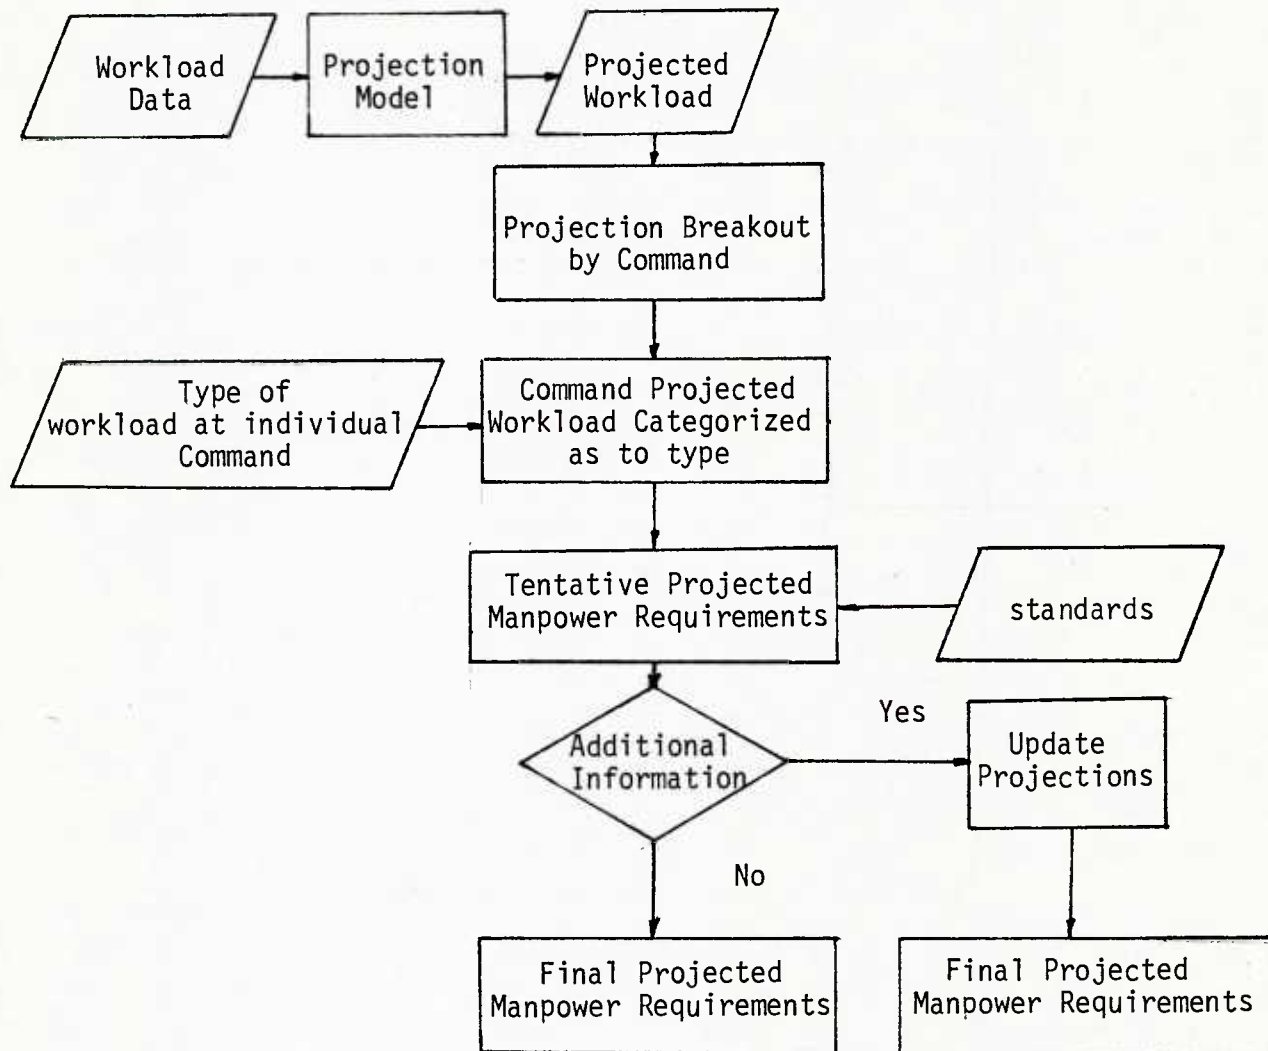 Workload
Data
Projection
Model
Projected
Workload
Projection Breakout
by Command
Type of
workload at individual
Command
Command Projected
Workload Categorized
as to type
Tentative Projected
Manpower Requirements
standards
Additional
Information
Yes
Update
Projections
No
Final Projected
Manpower Requirements
Final Projected
Manpower Requirements